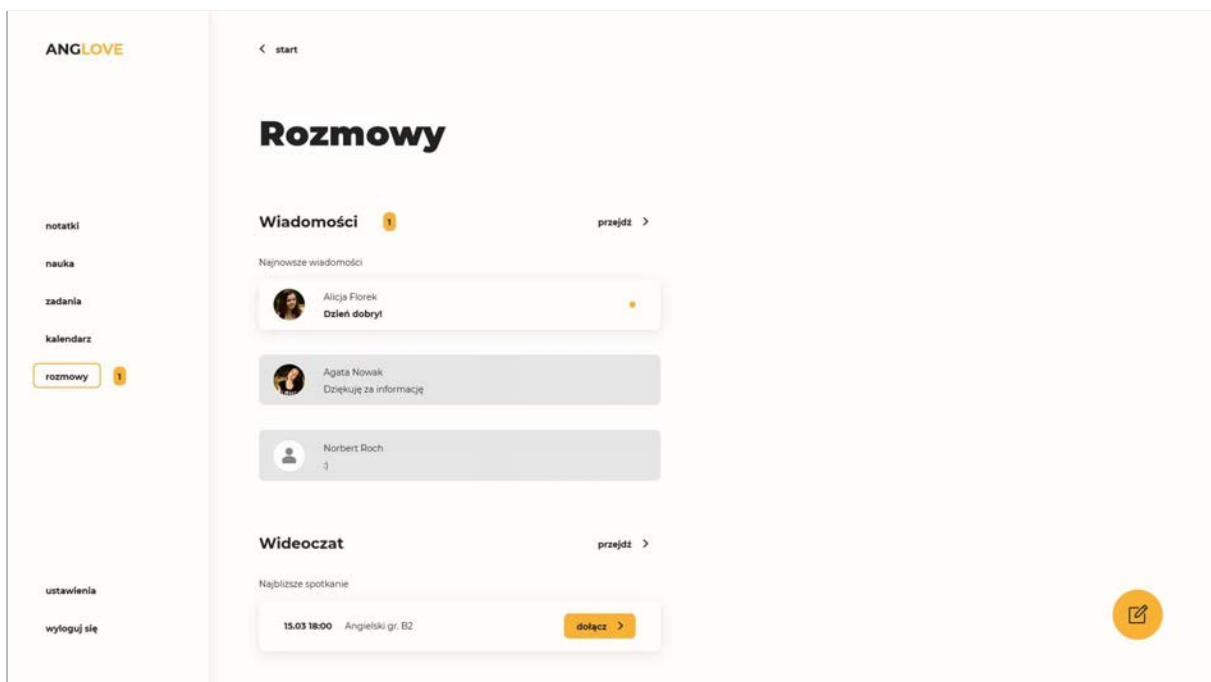 ANGLOVE
notatki
nauka
zadania
kalendarz
rozmowy 1
ustawienia
wyloguj się
start
Rozmowy
Wiadomości 1 przejdź
Najnowsze wiadomości
Alicja Florek
Dzień dobry!
Agata Nowak
Dziękuję za informację
Norbert Roch
:)
Wideoczat przejdź
Najbliższe spotkanie
15.03 18:00 Angielski gr. B2 dołącz